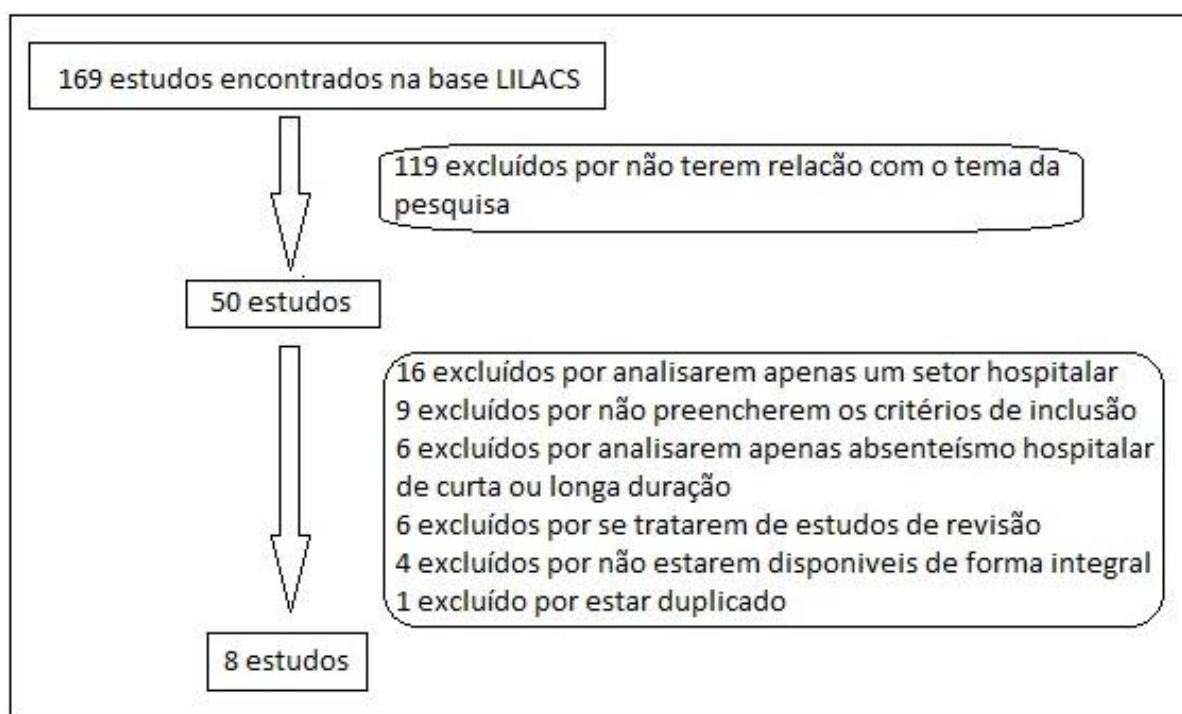 169 estudos encontrados na base LILACS
119 excluídos por não terem relacão com o tema da
pesquisa
50 estudos
16 excluídos por analisarem apenas um setor hospitalar
9 excluídos por não preencherem os critérios de inclusão
6 excluídos por analisarem apenas absenteísmo hospitalar
de curta ou longa duração
6 excluídos por se tratarem de estudos de revisão
4 excluídos por não estarem disponiveis de forma integral
1 excluído por estar duplicado
8 estudos